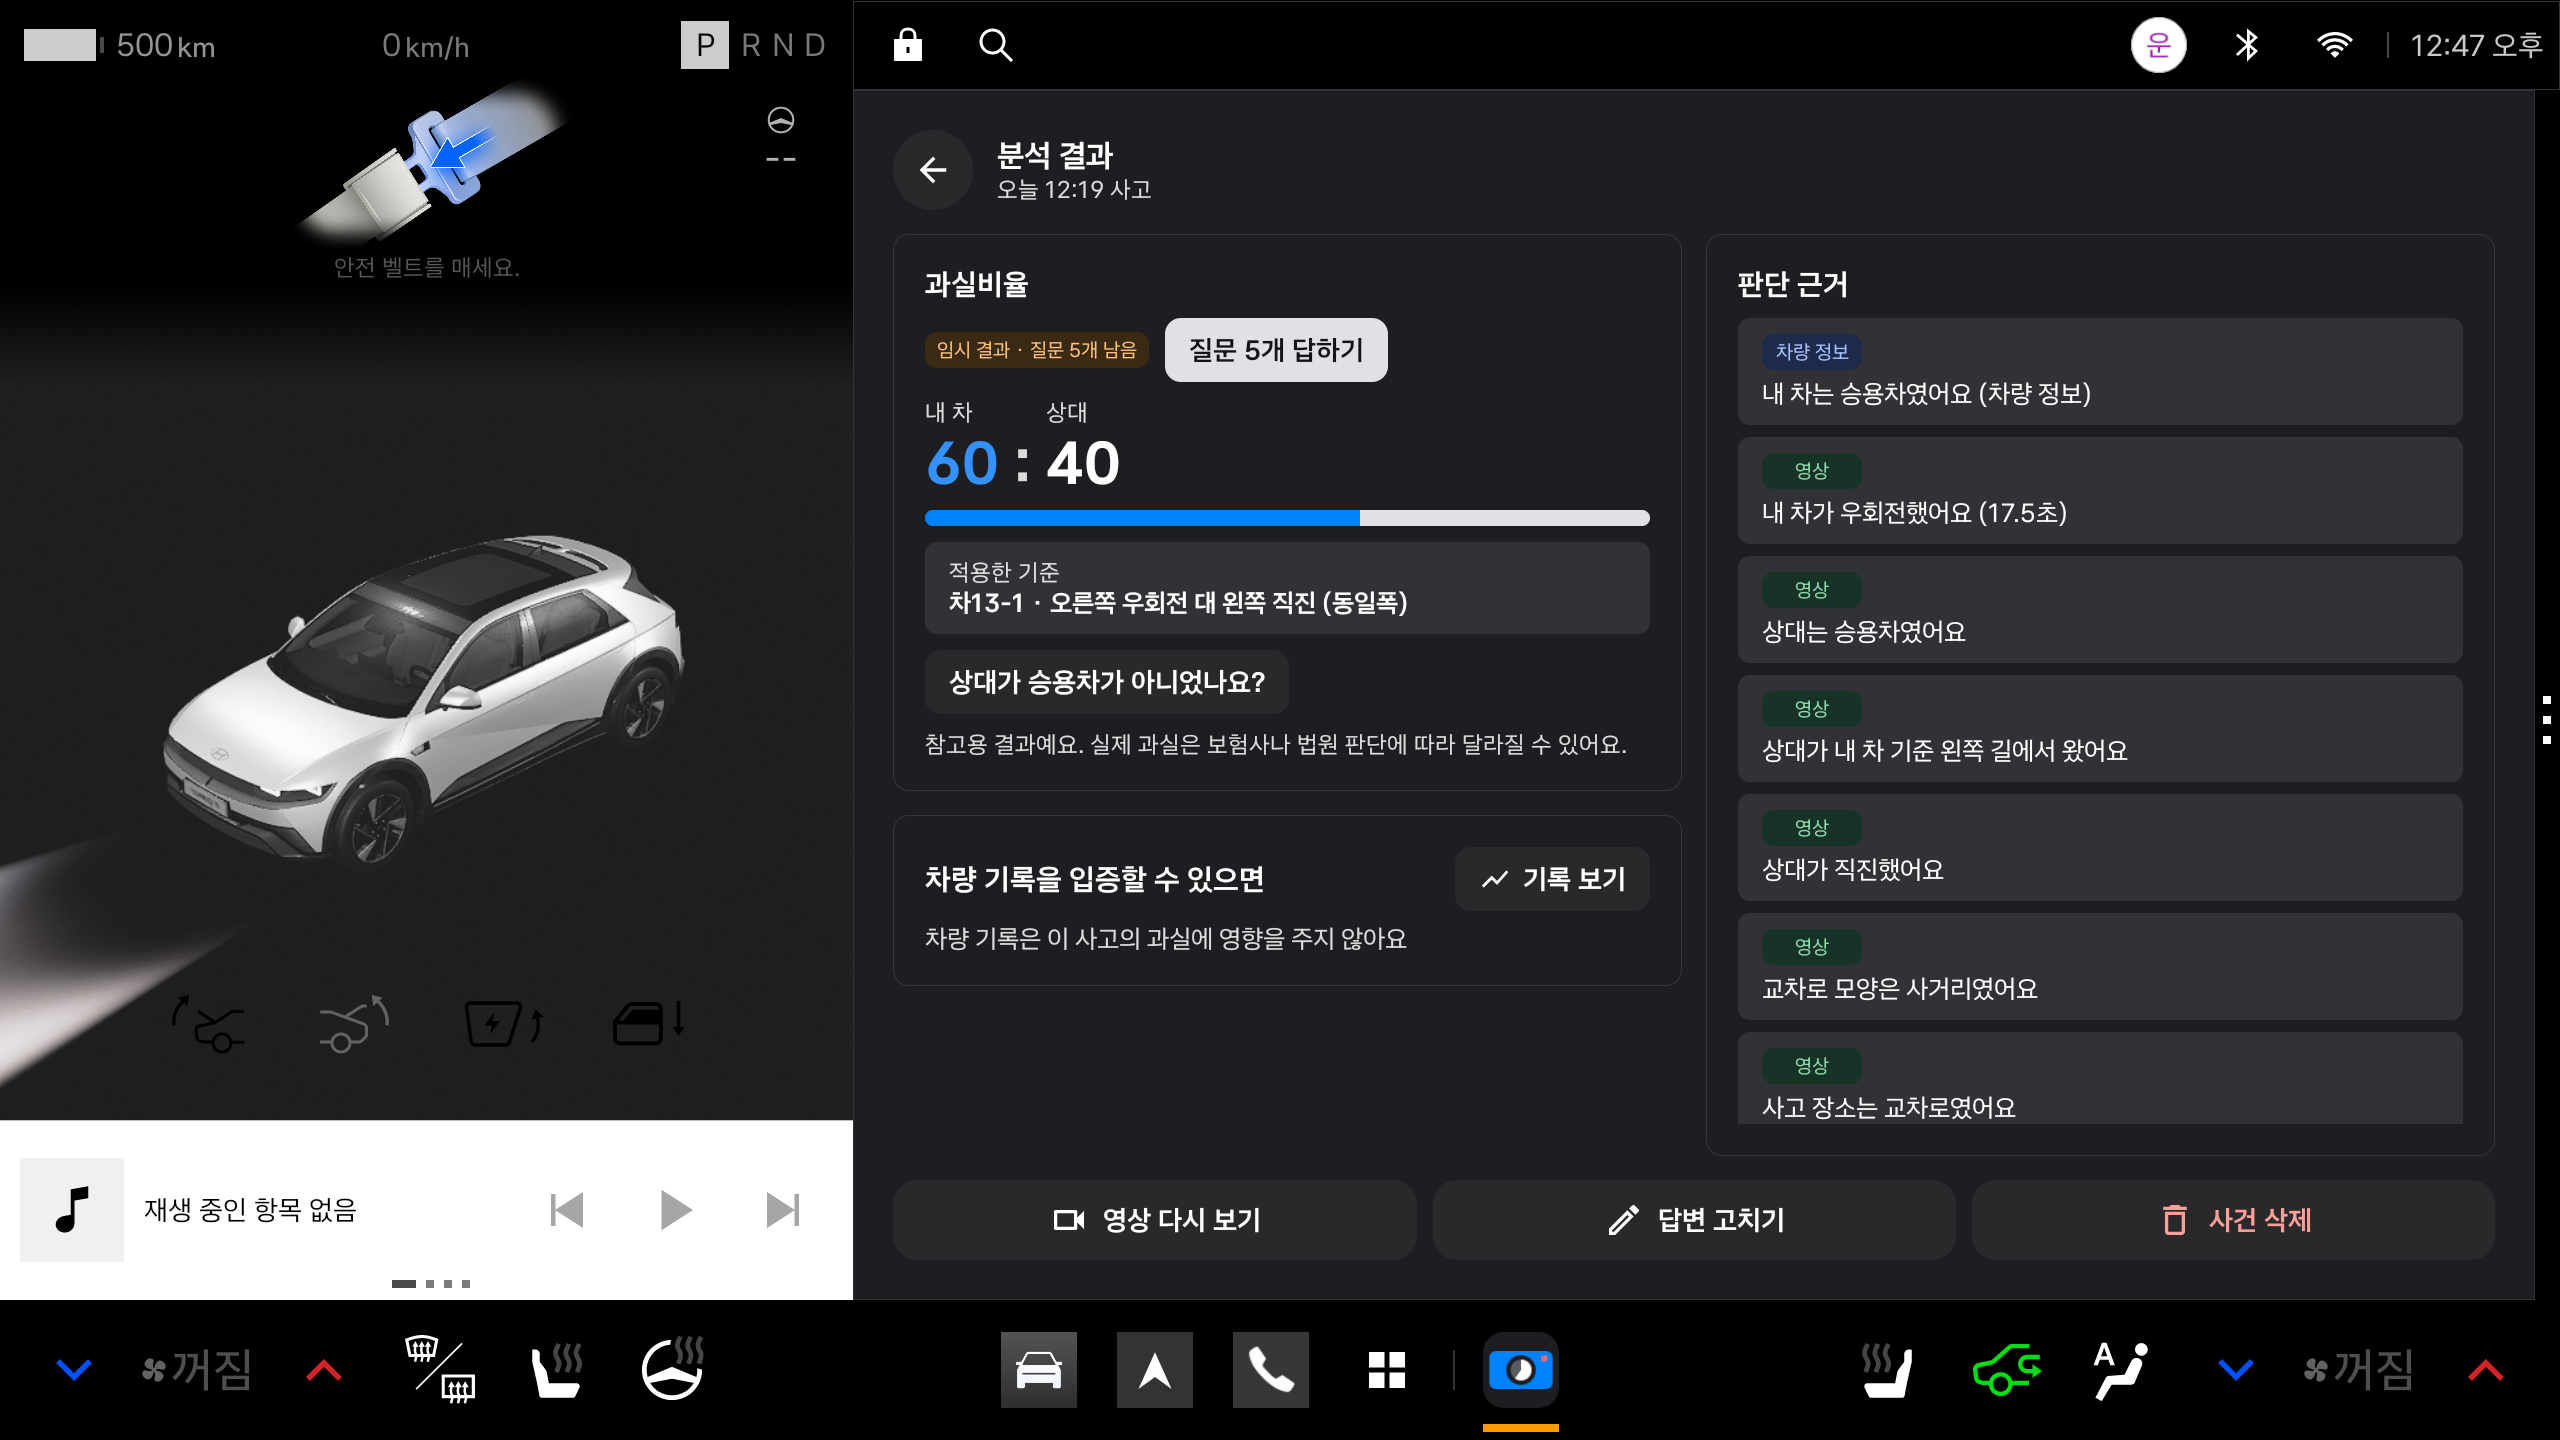 500 km
0 km/h
P R N D
운
12:47 오후
안전 벨트를 매세요.
분석 결과
오늘 12:19 사고
과실비율
임시 결과 · 질문 5개 남음
질문 5개 답하기
내 차
상대
60 : 40
적용한 기준
차13-1 · 오른쪽 우회전 대 왼쪽 직진 (동일폭)
상대가 승용차가 아니었나요?
참고용 결과예요. 실제 과실은 보험사나 법원 판단에 따라 달라질 수 있어요.
차량 기록을 입증할 수 있으면
기록 보기
차량 기록은 이 사고의 과실에 영향을 주지 않아요
판단 근거
차량 정보
내 차는 승용차였어요 (차량 정보)
영상
내 차가 우회전했어요 (17.5초)
영상
상대는 승용차였어요
영상
상대가 내 차 기준 왼쪽 길에서 왔어요
영상
상대가 직진했어요
영상
교차로 모양은 사거리였어요
영상
사고 장소는 교차로였어요
영상 다시 보기
답변 고치기
사건 삭제
재생 중인 항목 없음
꺼짐
A
꺼짐